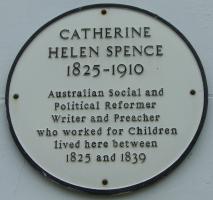 CATHERINE
HELEN SPENCE
1825-1910
Australian Social and
Political Reformer
Writer and Preacher
who worked for Children
lived here between
1825 and 1839